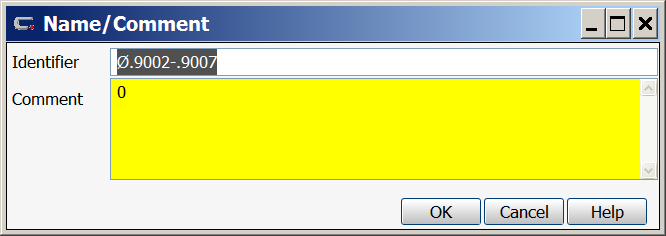 Name/Comment
Identifier Ø.9002-.9007
Comment 0
OK Cancel Help